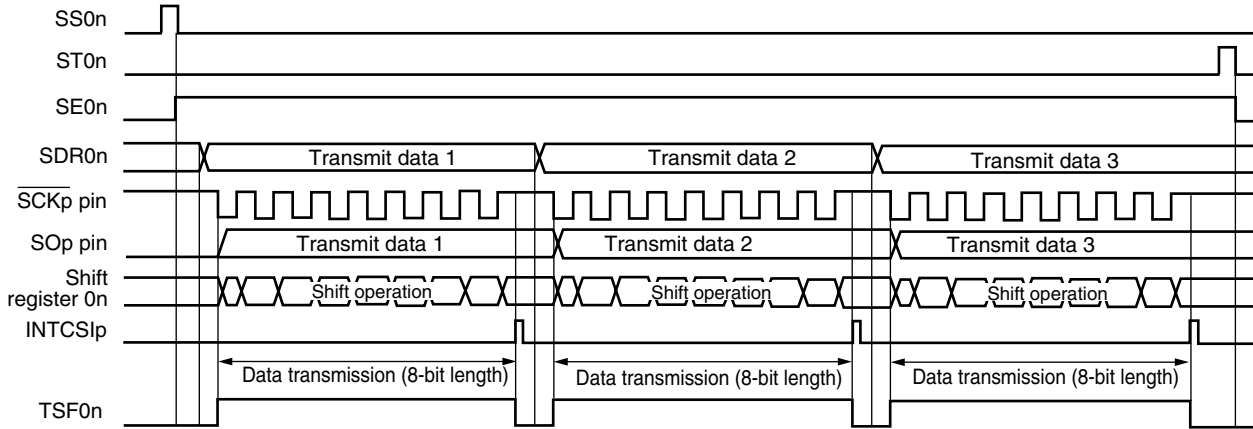 SS0n
ST0n
SE0n
SDR0n Transmit data 1 Transmit data 2 Transmit data 3
SCKp pin
SOp pin Transmit data 1 Transmit data 2 Transmit data 3
Shift
register 0n Shift operation Shift operation Shift operation
INTCSIp
Data transmission (8-bit length) Data transmission (8-bit length) Data transmission (8-bit length)
TSF0n